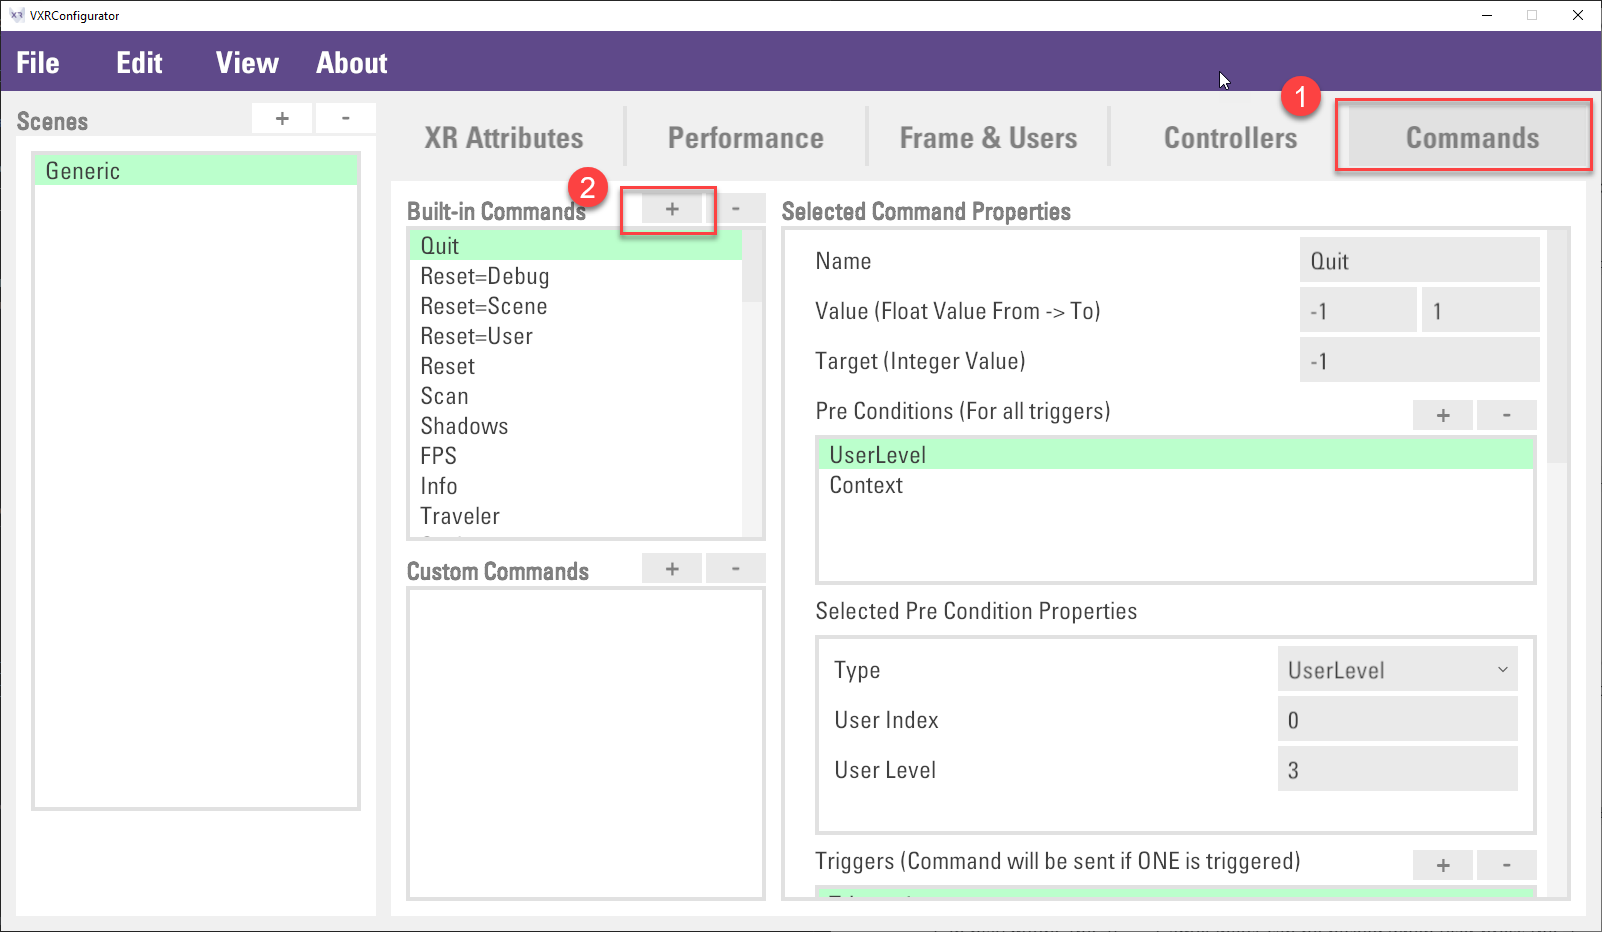 VXRConfigurator
File Edit View About
Scenes + -
Generic
XR Attributes Performance Frame & Users Controllers Commands
1
2
Built-in Commands + -
Quit
Reset=Debug
Reset=Scene
Reset=User
Reset
Scan
Shadows
FPS
Info
Traveler
Custom Commands + -
Selected Command Properties
Name Quit
Value (Float Value From -> To) -1 1
Target (Integer Value) -1
Pre Conditions (For all triggers) + -
UserLevel
Context
Selected Pre Condition Properties
Type UserLevel
User Index 0
User Level 3
Triggers (Command will be sent if ONE is triggered) + -